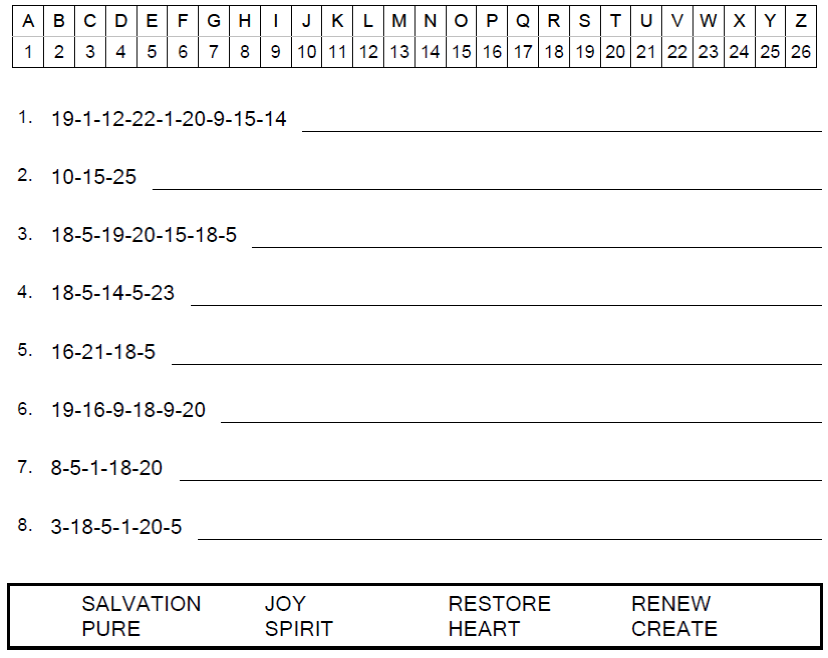 A B C D E F G H I J K L M N O P Q R S T U V W X Y Z
1 2 3 4 5 6 7 8 9 10 11 12 13 14 15 16 17 18 19 20 21 22 23 24 25 26
1. 19-1-12-22-1-20-9-15-14
2. 10-15-25
3. 18-5-19-20-15-18-5
4. 18-5-14-5-23
5. 16-21-18-5
6. 19-16-9-18-9-20
7. 8-5-1-18-20
8. 3-18-5-1-20-5
SALVATION JOY RESTORE RENEW
PURE SPIRIT HEART CREATE